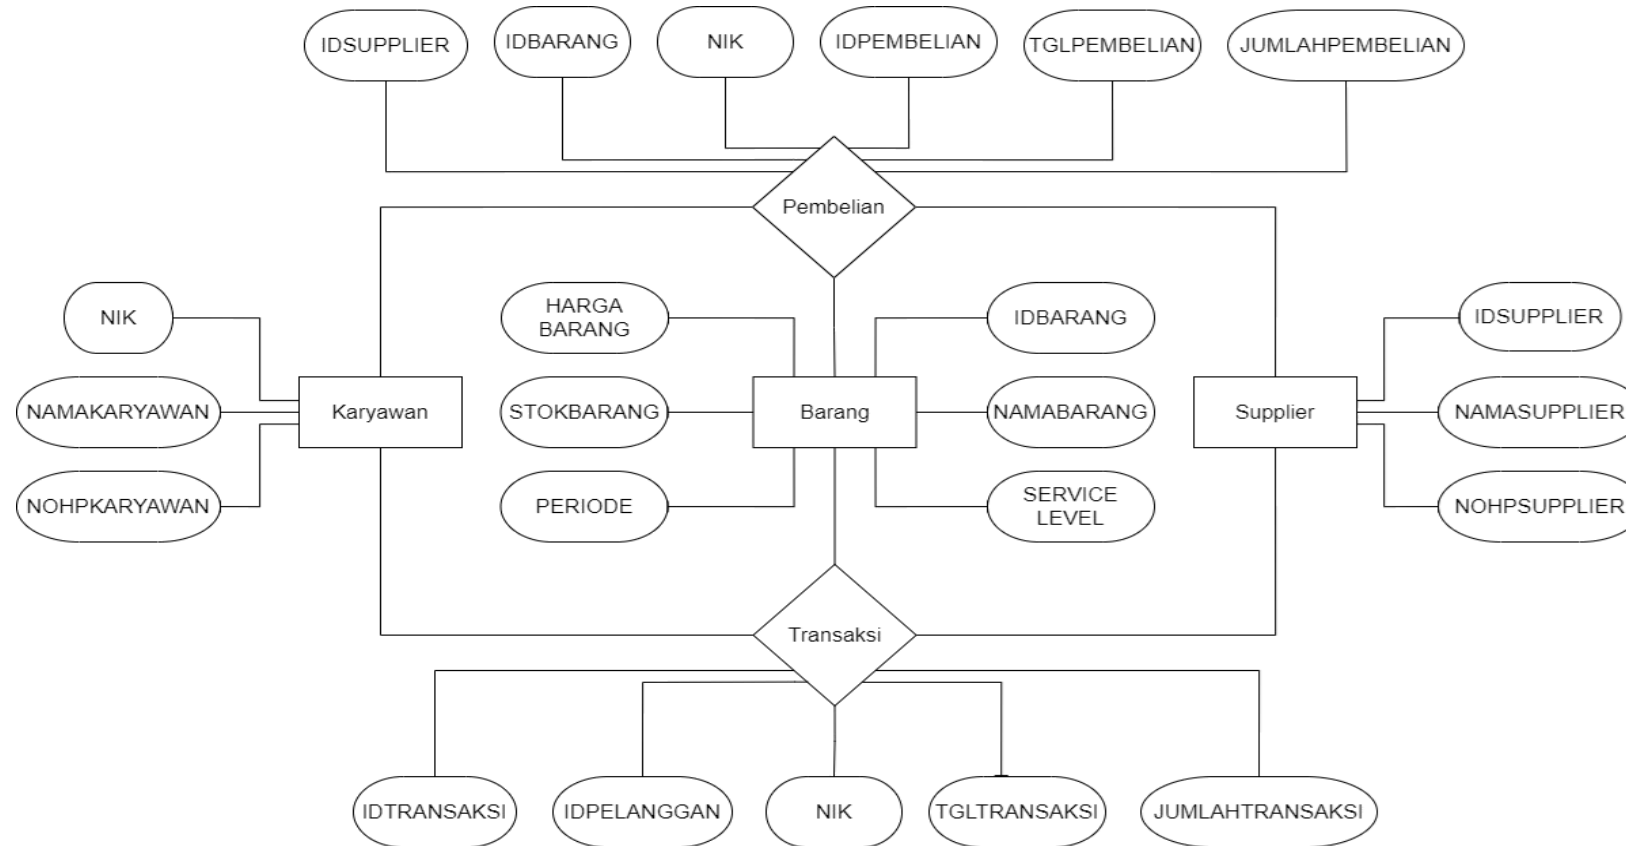 IDSUPPLIER
IDBARANG
NIK
IDPEMBELIAN
TGLPEMBELIAN
JUMLAHPEMBELIAN
Pembelian
NIK
HARGA
BARANG
IDBARANG
IDSUPPLIER
NAMAKARYAWAN
Karyawan
STOKBARANG
Barang
NAMABARANG
Supplier
NAMASUPPLIER
NOHPKARYAWAN
PERIODE
SERVICE
LEVEL
NOHPSUPPLIER
Transaksi
IDTRANSAKSI
IDPELANGGAN
NIK
TGLTRANSAKSI
JUMLAHTRANSAKSI